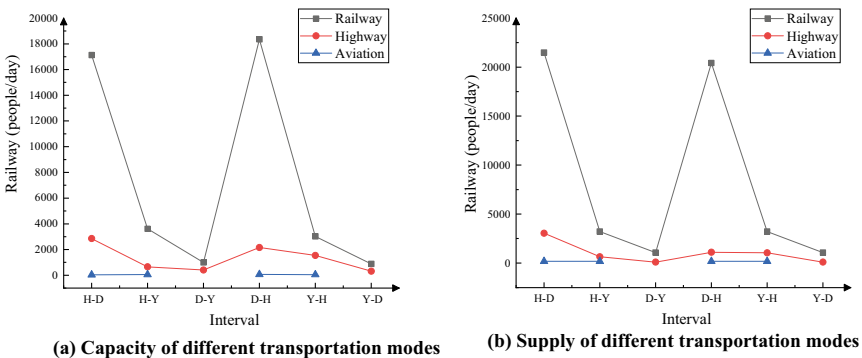 20000
18000
16000
14000
12000
10000
8000
6000
4000
2000
0
Railway (people/day)
Railway
Highway
Aviation
H-D H-Y D-Y D-H Y-H Y-D
Interval
(a) Capacity of different transportation modes
25000
20000
15000
10000
5000
0
Railway (people/day)
Railway
Highway
Aviation
H-D H-Y D-Y D-H Y-H Y-D
Interval
(b) Supply of different transportation modes